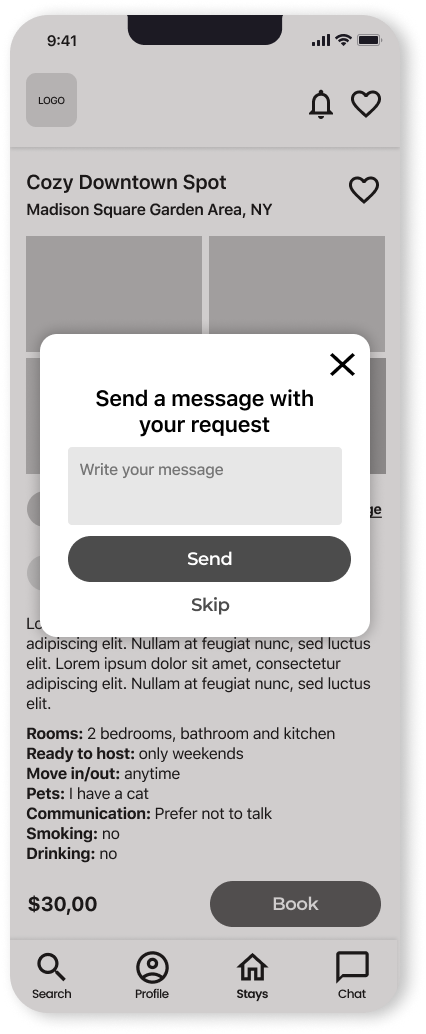 9:41
LOGO
Cozy Downtown Spot
Madison Square Garden Area, NY
Send a message with
your request
Write your message
Send
Skip
adipiscing elit. Nullam at feugiat nunc, sed luctus
elit. Lorem ipsum dolor sit amet, consectetur
adipiscing elit. Nullam at feugiat nunc, sed luctus
elit.
Rooms: 2 bedrooms, bathroom and kitchen
Ready to host: only weekends
Move in/out: anytime
Pets: I have a cat
Communication: Prefer not to talk
Smoking: no
Drinking: no
$30,00
Book
Search
Profile
Stays
Chat